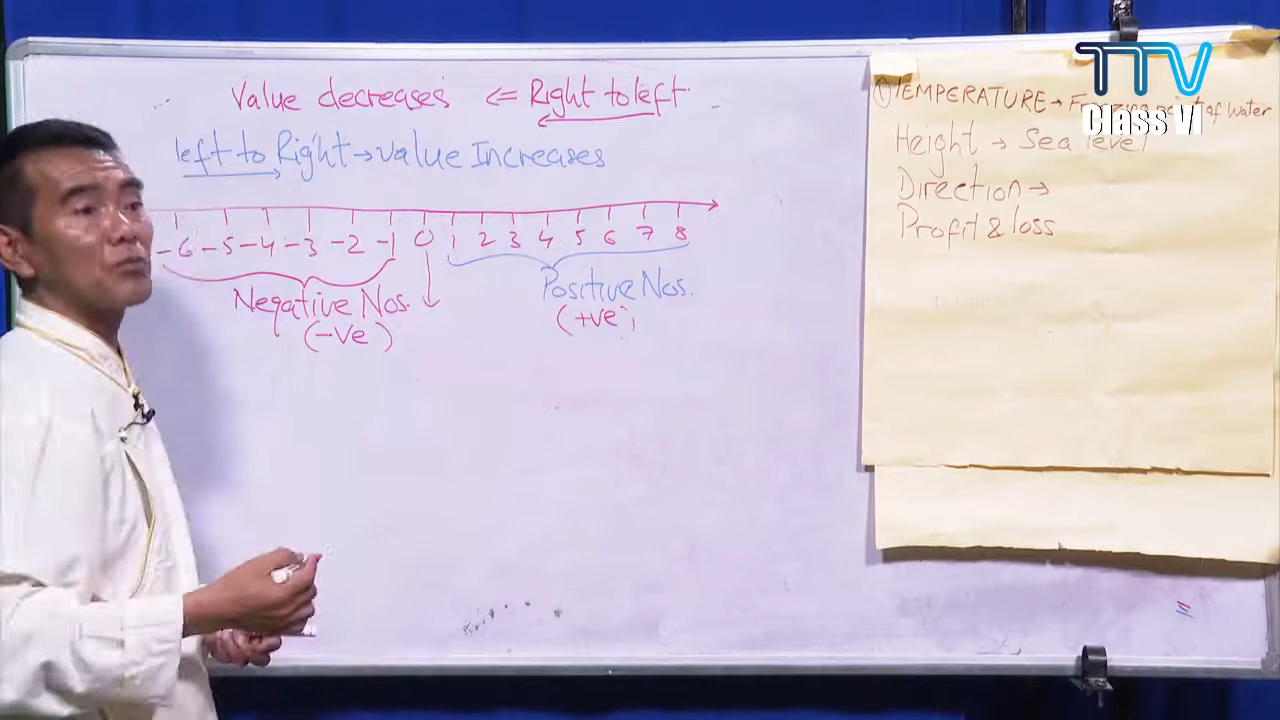 Value decreases ⇐ Right to left
left to Right → value Increases
-6 -5 -4 -3 -2 -1 0 1 2 3 4 5 6 7 8
Negative Nos.
(-ve)
Positive Nos.
(+ve)
TTV
Class VI
① TEMPERATURE → Freezing point of water
Height → Sea level
Direction →
Profit & loss